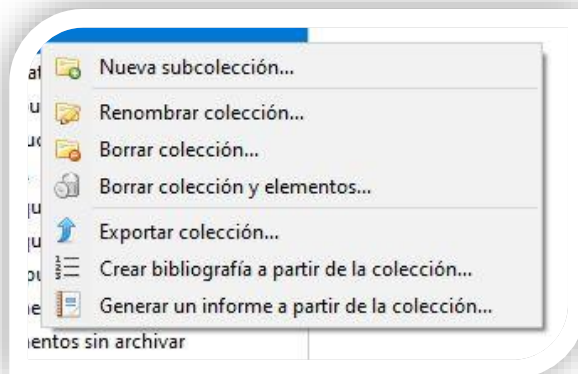 Nueva subcolección...
Renombrar colección...
Borrar colección...
Borrar colección y elementos...
Exportar colección...
Crear bibliografía a partir de la colección...
Generar un informe a partir de la colección...
sin archivar